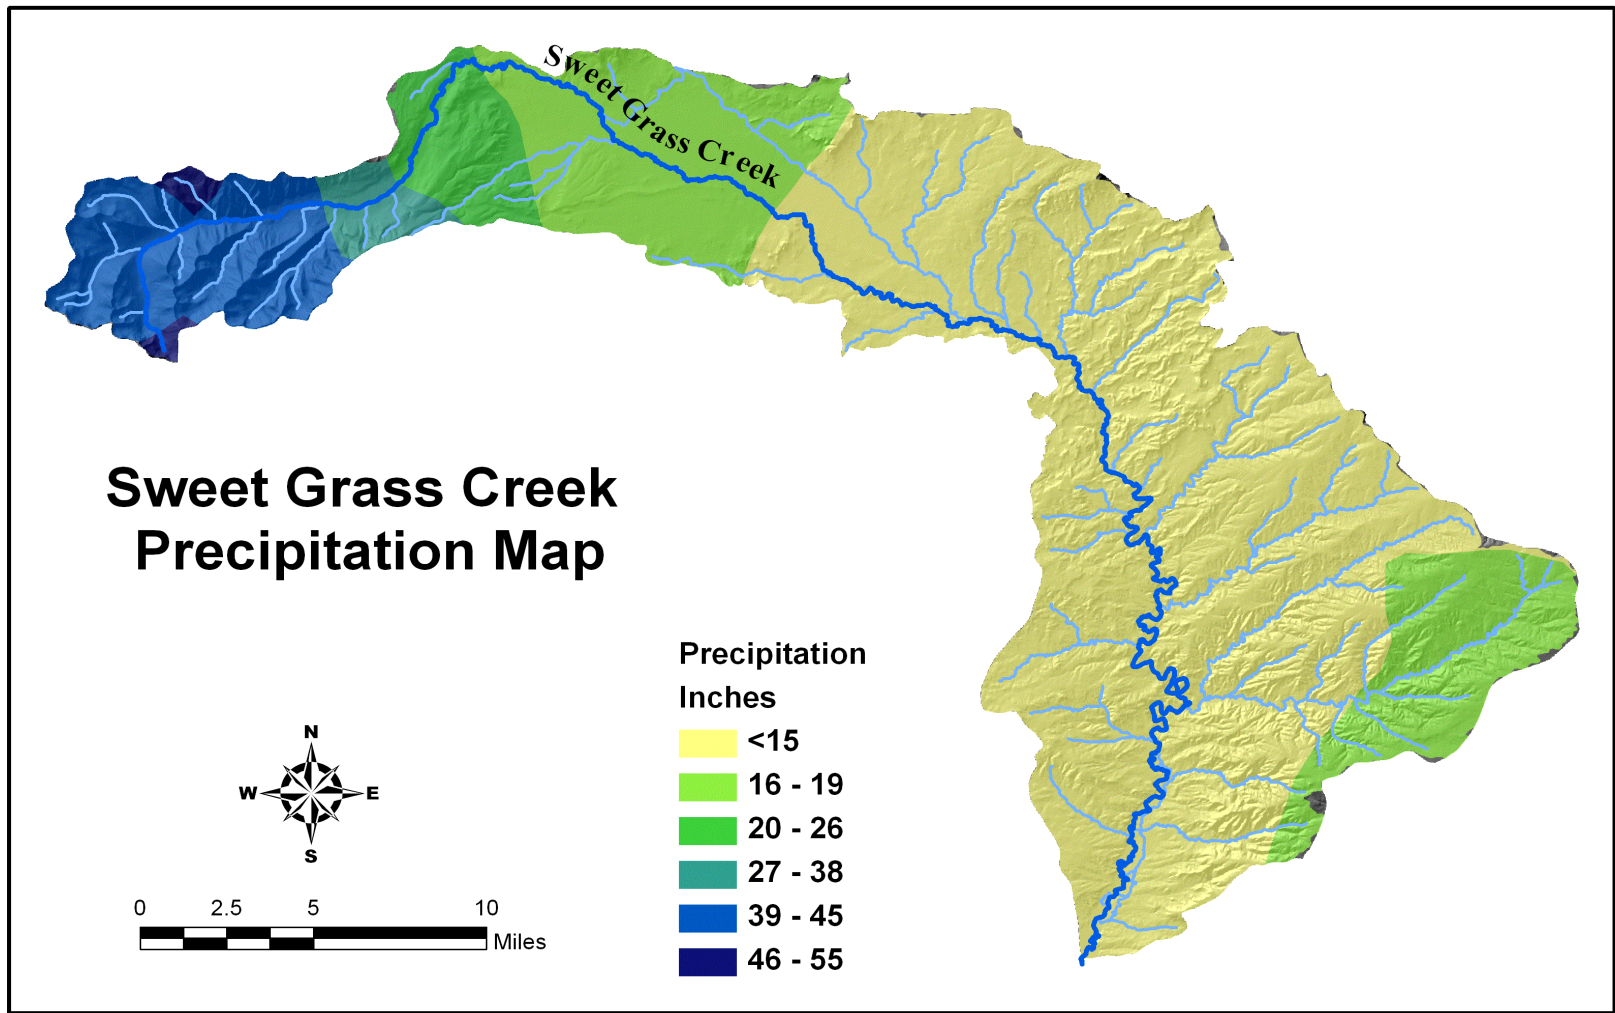 Sweet Grass Creek
Sweet Grass Creek
Precipitation Map
Precipitation
Inches
<15
16 - 19
20 - 26
27 - 38
39 - 45
46 - 55
N
W E
S
0 2.5 5 10
Miles